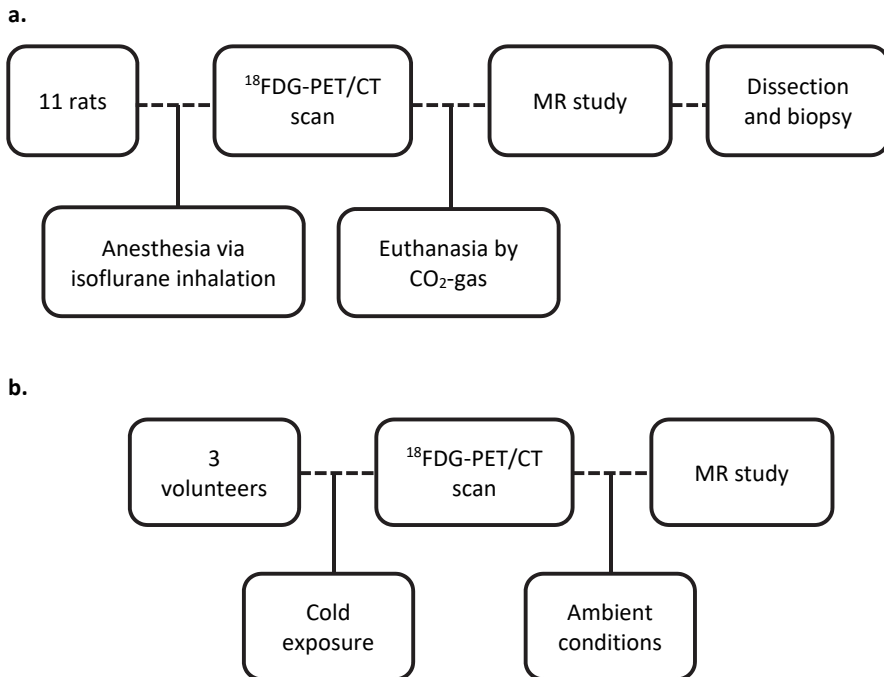 a.
11 rats
¹⁸FDG-PET/CT
scan
MR study
Dissection
and biopsy
Anesthesia via
isoflurane inhalation
Euthanasia by
CO₂-gas
b.
3
volunteers
¹⁸FDG-PET/CT
scan
MR study
Cold
exposure
Ambient
conditions